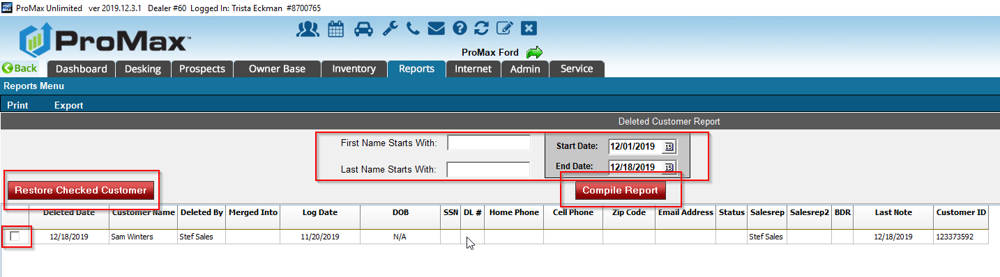 PRO MAX ProMax Unlimited ver 2019.12.3.1 Dealer #60 Logged In: Trista Eckman #8700765
ProMax™
ProMax Ford
Back Dashboard Desking Prospects Owner Base Inventory Reports Internet Admin Service
Reports Menu
Print Export
Deleted Customer Report
First Name Starts With: Start Date: 12/01/2019 15
Last Name Starts With: End Date: 12/18/2019 15
Restore Checked Customer Compile Report
Deleted Date Customer Name Deleted By Merged Into Log Date DOB SSN DL # Home Phone Cell Phone Zip Code Email Address Status Salesrep Salesrep2 BDR Last Note Customer ID
12/18/2019 Sam Winters Stef Sales 11/20/2019 N/A Stef Sales 12/18/2019 123373592